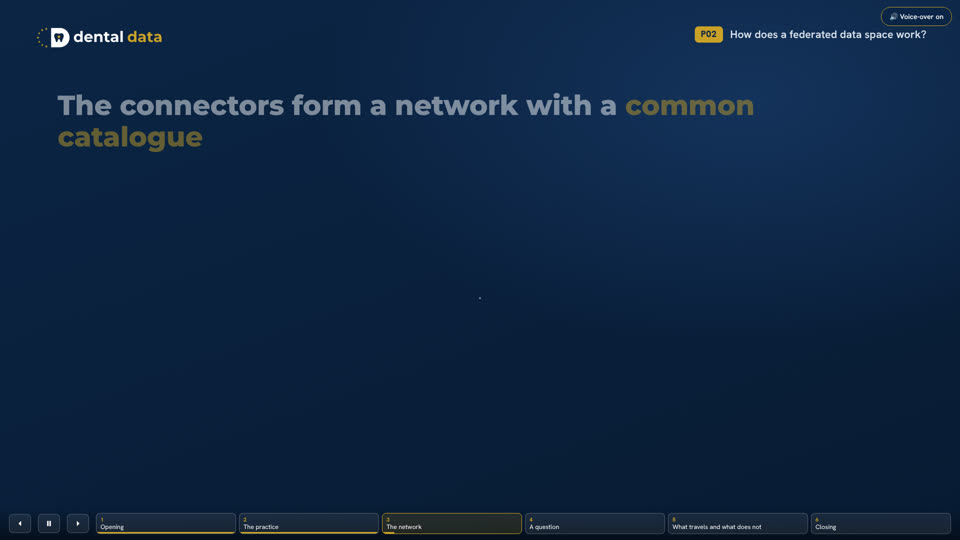 🔊 Voice-over on
dental data
P02 How does a federated data space work?
The connectors form a network with a common
catalogue
1
Opening
2
The practice
3
The network
4
A question
5
What travels and what does not
6
Closing